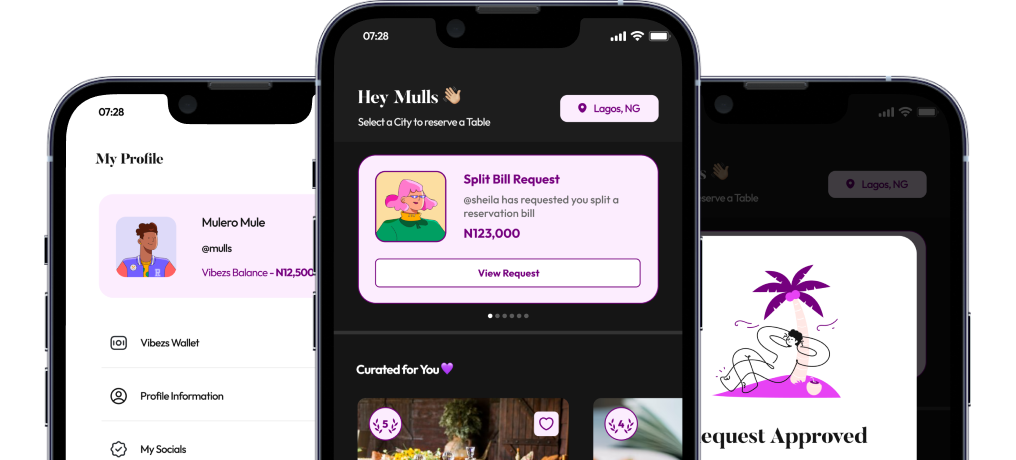 07:28
My Profile
Mulero Mule
@mulls
Vibezs Balance - N12,500
Vibezs Wallet
Profile Information
My Socials
07:28
Hey Mulls 👋🏼
Select a City to reserve a Table
Lagos, NG
Split Bill Request
@sheila has requested you split a
reservation bill
N123,000
View Request
Curated for You 💜
5
4
s 👋🏼
serve a Table
Lagos, NG
equest Approved